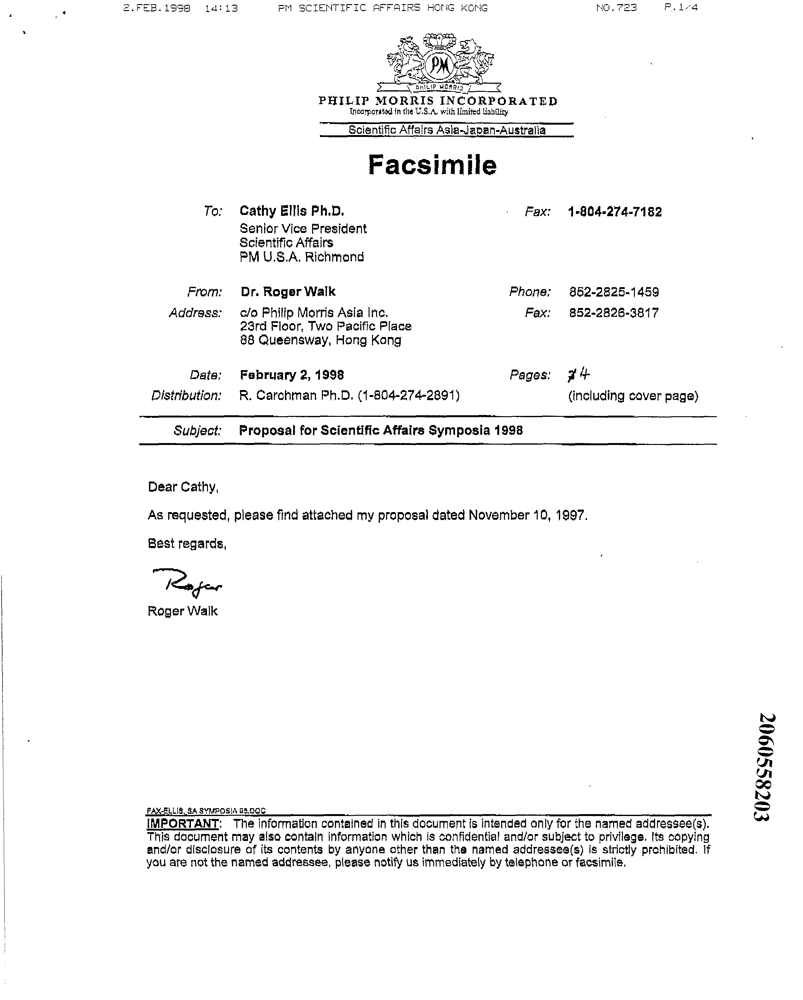 2.FEB.1998 14:13 PM SCIENTIFIC AFFAIRS HONG KONG NO.723 P.1/4
PM
PHILIP MORRIS
PHILIP MORRIS INCORPORATED
Incorporated in the U.S.A. with limited liability
Scientific Affairs Asia-Japan-Australia
Facsimile
To: Cathy Ellis Ph.D. Fax: 1-804-274-7182
Senior Vice President
Scientific Affairs
PM U.S.A. Richmond
From: Dr. Roger Walk Phone: 852-2825-1459
Address: c/o Philip Morris Asia Inc. Fax: 852-2826-3817
23rd Floor, Two Pacific Place
88 Queensway, Hong Kong
Date: February 2, 1998 Pages: 4
Distribution: R. Carchman Ph.D. (1-804-274-2891) (including cover page)
Subject: Proposal for Scientific Affairs Symposia 1998
Dear Cathy,
As requested, please find attached my proposal dated November 10, 1997.
Best regards,
Roger
Roger Walk
2060558203
FAX-ELLIS, SA SYMPOSIA 98.DOC
IMPORTANT: The information contained in this document is intended only for the named addressee(s).
This document may also contain information which is confidential and/or subject to privilege. Its copying
and/or disclosure of its contents by anyone other than the named addressee(s) is strictly prohibited. If
you are not the named addressee, please notify us immediately by telephone or facsimile.